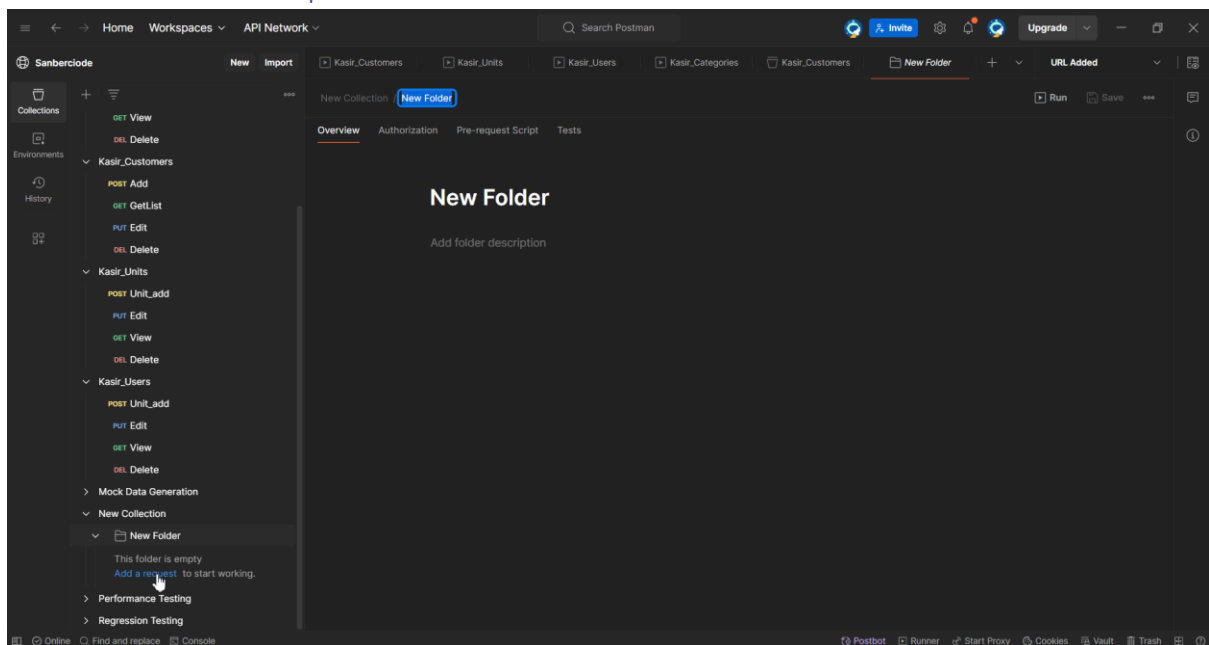 Home Workspaces API Network Search Postman Invite Upgrade
Sanberciode New Import Kasir_Customers Kasir_Units Kasir_Users Kasir_Categories Kasir_Customers New Folder URL Added
Collections
Environments
History
GET View
DEL Delete
Kasir_Customers
POST Add
GET GetList
PUT Edit
DEL Delete
Kasir_Units
POST Unit_add
PUT Edit
GET View
DEL Delete
Kasir_Users
POST Unit_add
PUT Edit
GET View
DEL Delete
Mock Data Generation
New Collection
New Folder
This folder is empty
Add a request to start working.
Performance Testing
Regression Testing
New Collection / New Folder Run Save
Overview Authorization Pre-request Script Tests
New Folder
Add folder description
Online Find and replace Console Postbot Runner Start Proxy Cookies Vault Trash